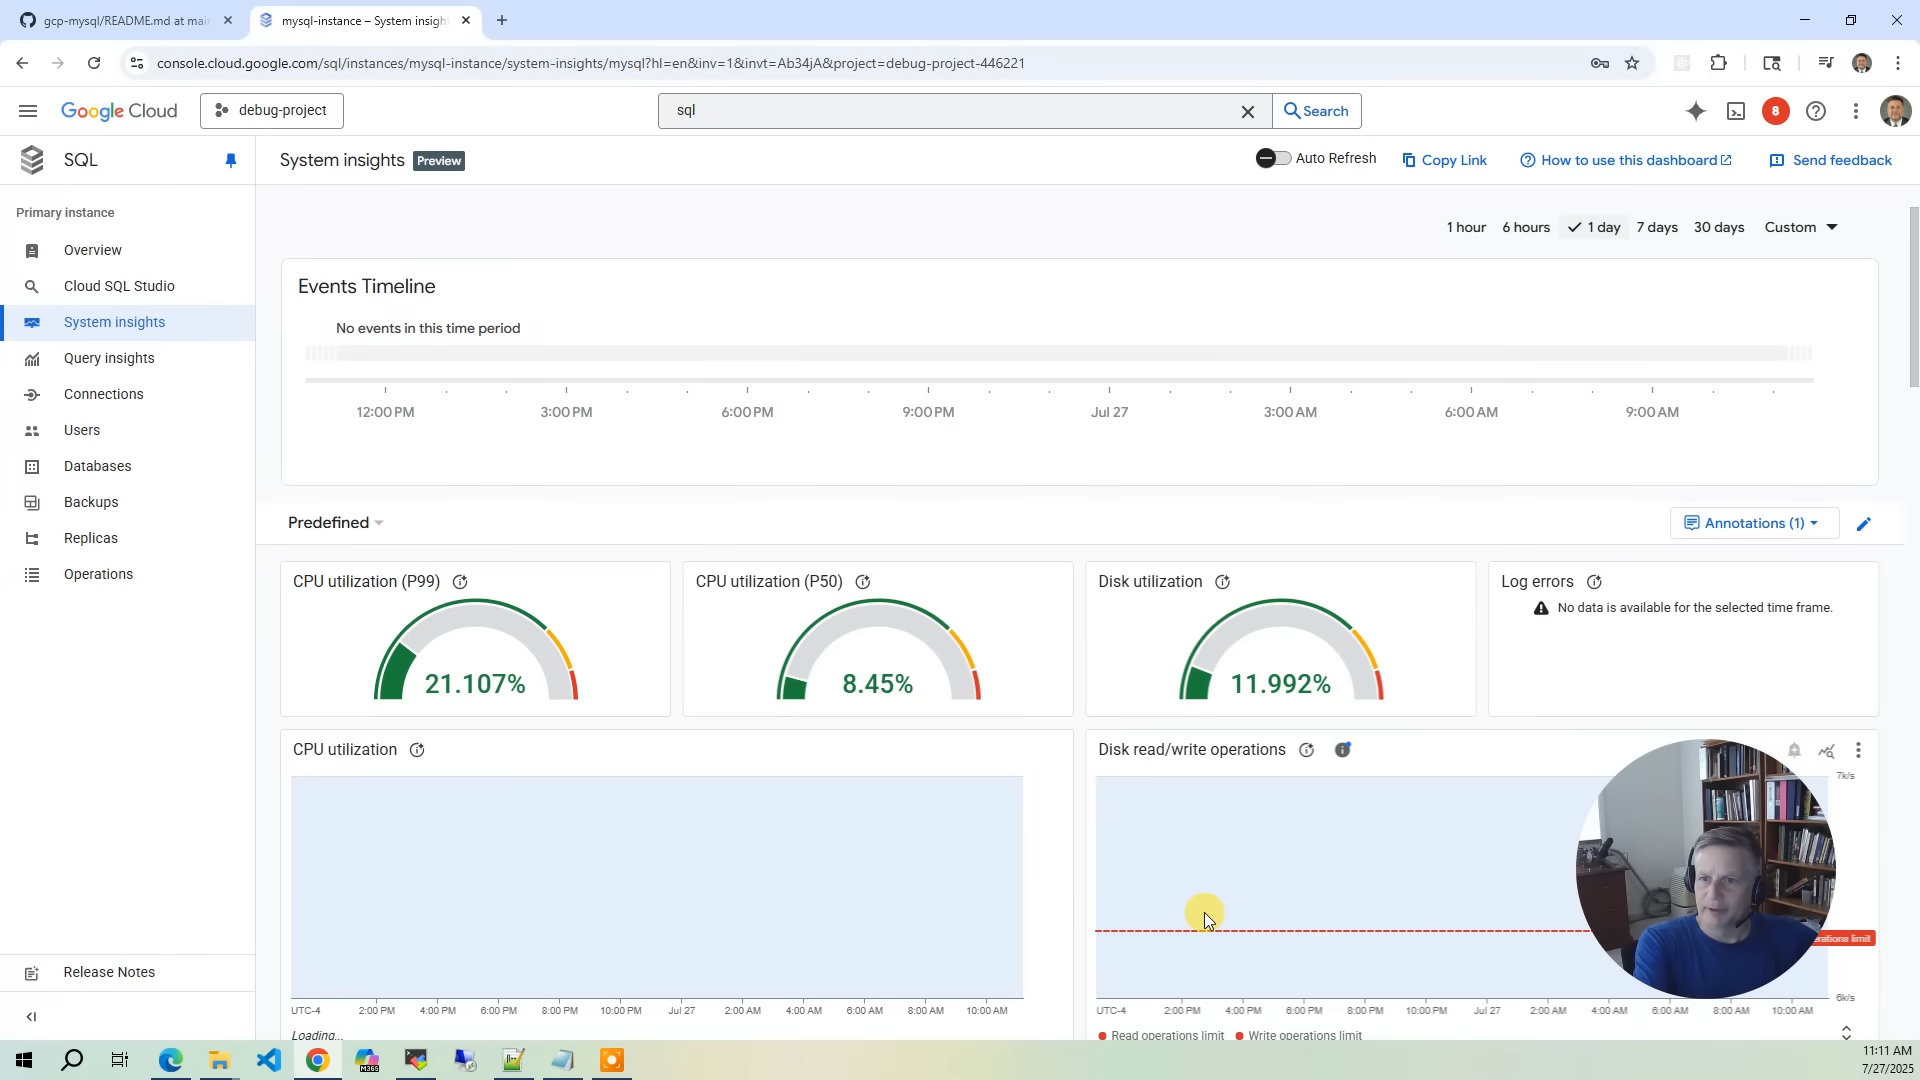 gcp-mysql/README.md at mai
mysql-instance – System insigh
console.cloud.google.com/sql/instances/mysql-instance/system-insights/mysql?hl=en&inv=1&invt=Ab34jA&project=debug-project-446221
Google Cloud
debug-project
sql
Search
8
SQL
System insights
Preview
Auto Refresh
Copy Link
How to use this dashboard
Send feedback
Primary instance
Overview
Cloud SQL Studio
System insights
Query insights
Connections
Users
Databases
Backups
Replicas
Operations
Release Notes
1 hour 6 hours 1 day 7 days 30 days Custom
Events Timeline
No events in this time period
12:00 PM 3:00 PM 6:00 PM 9:00 PM Jul 27 3:00 AM 6:00 AM 9:00 AM
Predefined
Annotations (1)
CPU utilization (P99)
21.107%
CPU utilization (P50)
8.45%
Disk utilization
11.992%
Log errors
No data is available for the selected time frame.
CPU utilization
UTC-4 2:00 PM 4:00 PM 6:00 PM 8:00 PM 10:00 PM Jul 27 2:00 AM 4:00 AM 6:00 AM 8:00 AM 10:00 AM
Loading...
Disk read/write operations
7k/s
erations limit
6k/s
UTC-4 2:00 PM 4:00 PM 6:00 PM 8:00 PM 10:00 PM Jul 27 2:00 AM 4:00 AM 6:00 AM 8:00 AM 10:00 AM
Read operations limit Write operations limit
M365
11:11 AM
7/27/2025